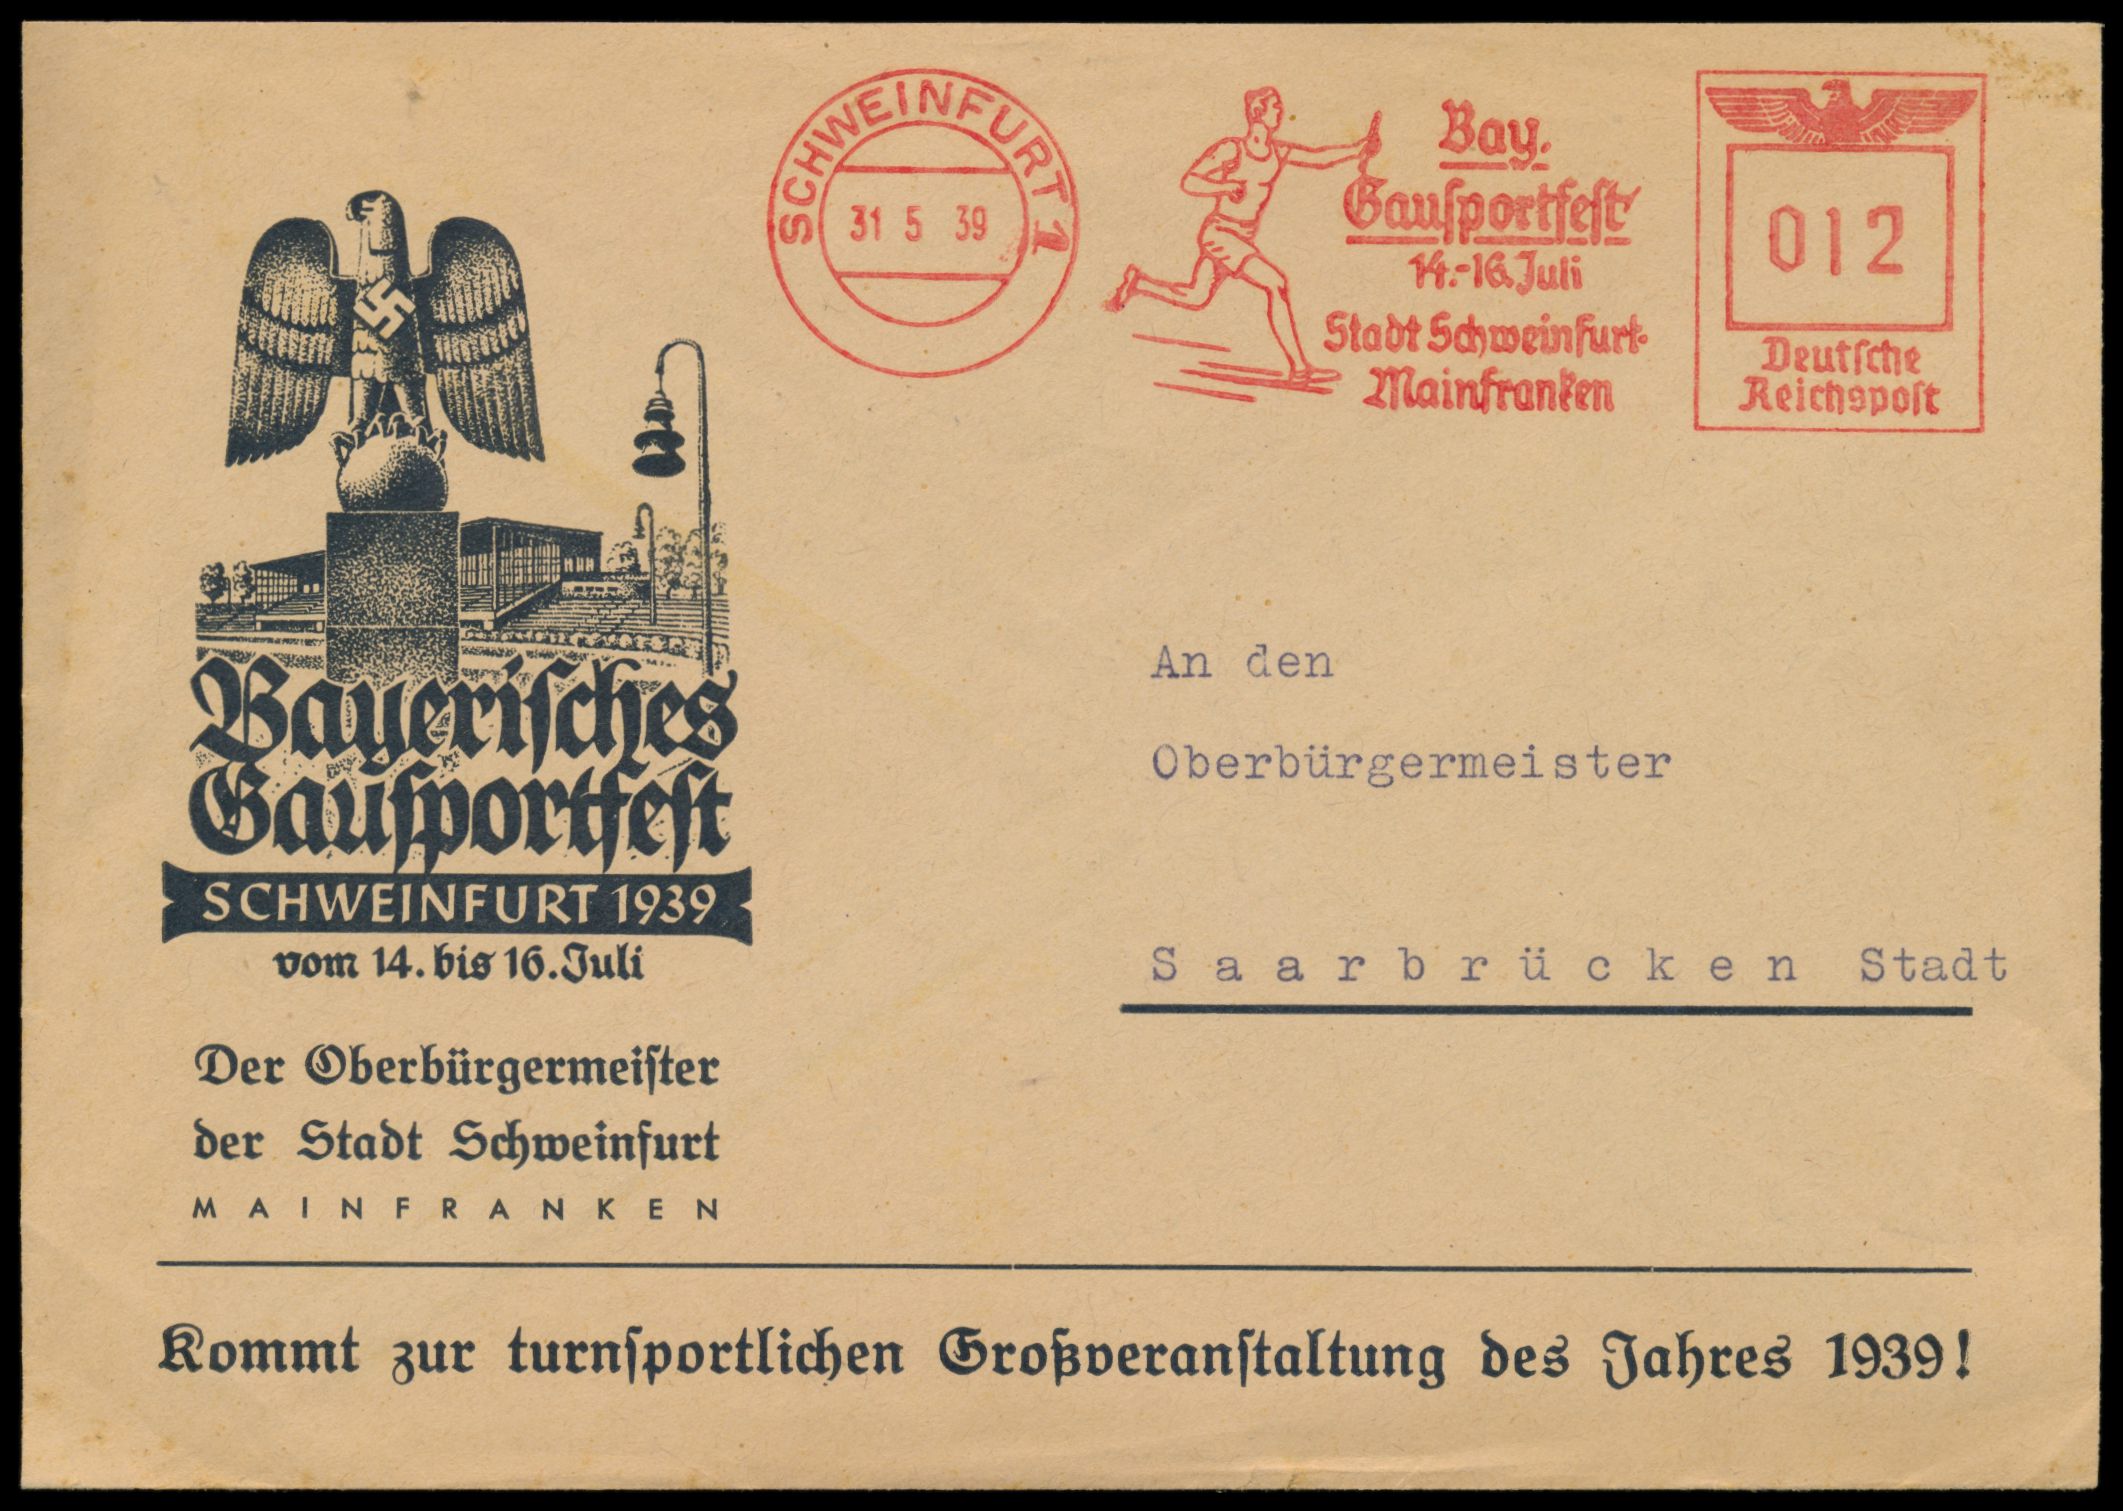 SCHWEINFURT 1
31 5 39
Bay.
Gauſportfeſt
14.-16. Juli
Stadt Schweinfurt-
Mainfranken
012
Deutſche
Reichspoſt
Bayeriſches
Gauſportfeſt
SCHWEINFURT 1939
vom 14. bis 16. Juli
Der Oberbürgermeiſter
der Stadt Schweinfurt
MAINFRANKEN
An den
Oberbürgermeister
Saarbrücken Stadt
Kommt zur turnſportlichen Großveranſtaltung des Jahres 1939!